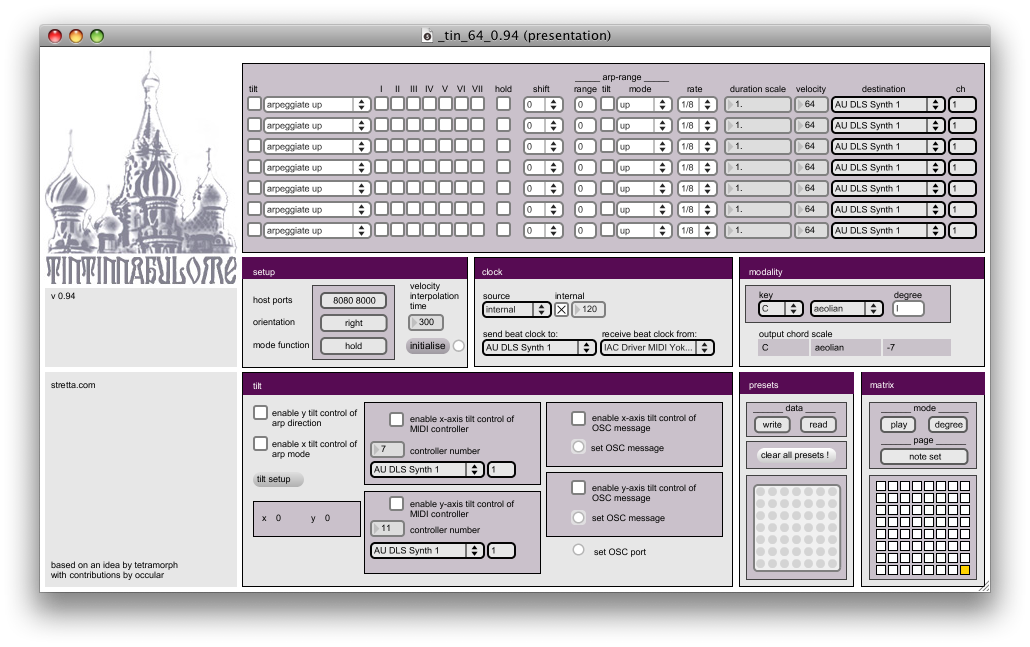 _tin_64_0.94 (presentation)
arp-range
tilt I II III IV V VI VII hold shift range tilt mode rate duration scale velocity destination ch
arpeggiate up 0 0 up 1/8 1. 64 AU DLS Synth 1 1
arpeggiate up 0 0 up 1/8 1. 64 AU DLS Synth 1 1
arpeggiate up 0 0 up 1/8 1. 64 AU DLS Synth 1 1
arpeggiate up 0 0 up 1/8 1. 64 AU DLS Synth 1 1
arpeggiate up 0 0 up 1/8 1. 64 AU DLS Synth 1 1
arpeggiate up 0 0 up 1/8 1. 64 AU DLS Synth 1 1
arpeggiate up 0 0 up 1/8 1. 64 AU DLS Synth 1 1
TINTINNABULOME
v 0.94
stretta.com
based on an idea by tetramorph
with contributions by occular
setup
host ports 8080 8000
orientation right
mode function hold
velocity
interpolation
time
300
initialise
clock
source internal
internal 120
send beat clock to: receive beat clock from:
AU DLS Synth 1 IAC Driver MIDI Yok...
modality
key degree
C aeolian I
output chord scale
C aeolian -7
tilt
enable y tilt control of
arp direction
enable x tilt control of
arp mode
tilt setup
x 0 y 0
enable x-axis tilt control of
MIDI controller
7 controller number
AU DLS Synth 1 1
enable y-axis tilt control of
MIDI controller
11 controller number
AU DLS Synth 1 1
enable x-axis tilt control of
OSC message
set OSC message
enable y-axis tilt control of
OSC message
set OSC message
set OSC port
presets
data
write read
clear all presets !
matrix
mode
play degree
page
note set